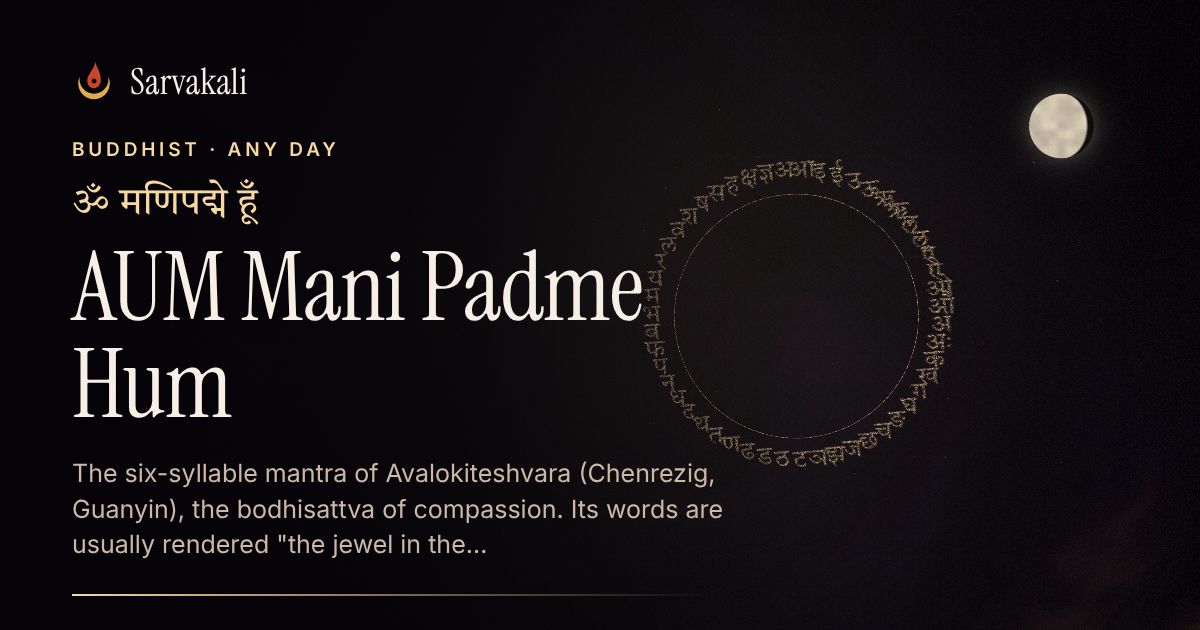 Sarvakali
BUDDHIST · ANY DAY
ॐ मणिपद्मे हूँ
AUM Mani Padme
Hum
The six-syllable mantra of Avalokiteshvara (Chenrezig,
Guanyin), the bodhisattva of compassion. Its words are
usually rendered "the jewel in the...